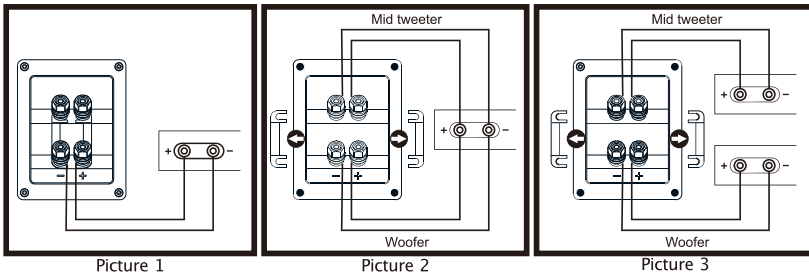 Mid tweeter
Mid tweeter
+ −
+ −
+ −
+ −
− +
− +
− +
Woofer
Woofer
Picture 1
Picture 2
Picture 3